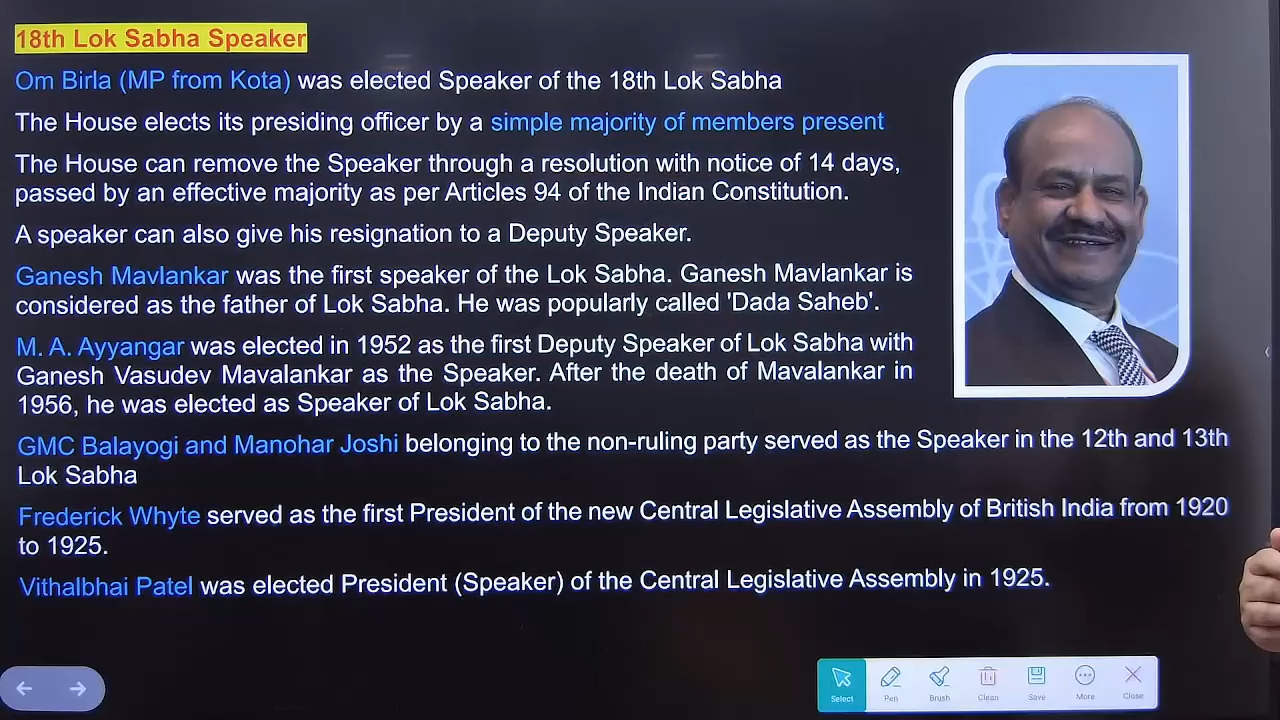 18th Lok Sabha Speaker
Om Birla (MP from Kota) was elected Speaker of the 18th Lok Sabha
The House elects its presiding officer by a simple majority of members present
The House can remove the Speaker through a resolution with notice of 14 days,
passed by an effective majority as per Articles 94 of the Indian Constitution.
A speaker can also give his resignation to a Deputy Speaker.
Ganesh Mavlankar was the first speaker of the Lok Sabha. Ganesh Mavlankar is
considered as the father of Lok Sabha. He was popularly called 'Dada Saheb'.
M. A. Ayyangar was elected in 1952 as the first Deputy Speaker of Lok Sabha with
Ganesh Vasudev Mavalankar as the Speaker. After the death of Mavalankar in
1956, he was elected as Speaker of Lok Sabha.
GMC Balayogi and Manohar Joshi belonging to the non-ruling party served as the Speaker in the 12th and 13th
Lok Sabha
Frederick Whyte served as the first President of the new Central Legislative Assembly of British India from 1920
to 1925.
Vithalbhai Patel was elected President (Speaker) of the Central Legislative Assembly in 1925.
Select Pen Brush Clean Save More Close